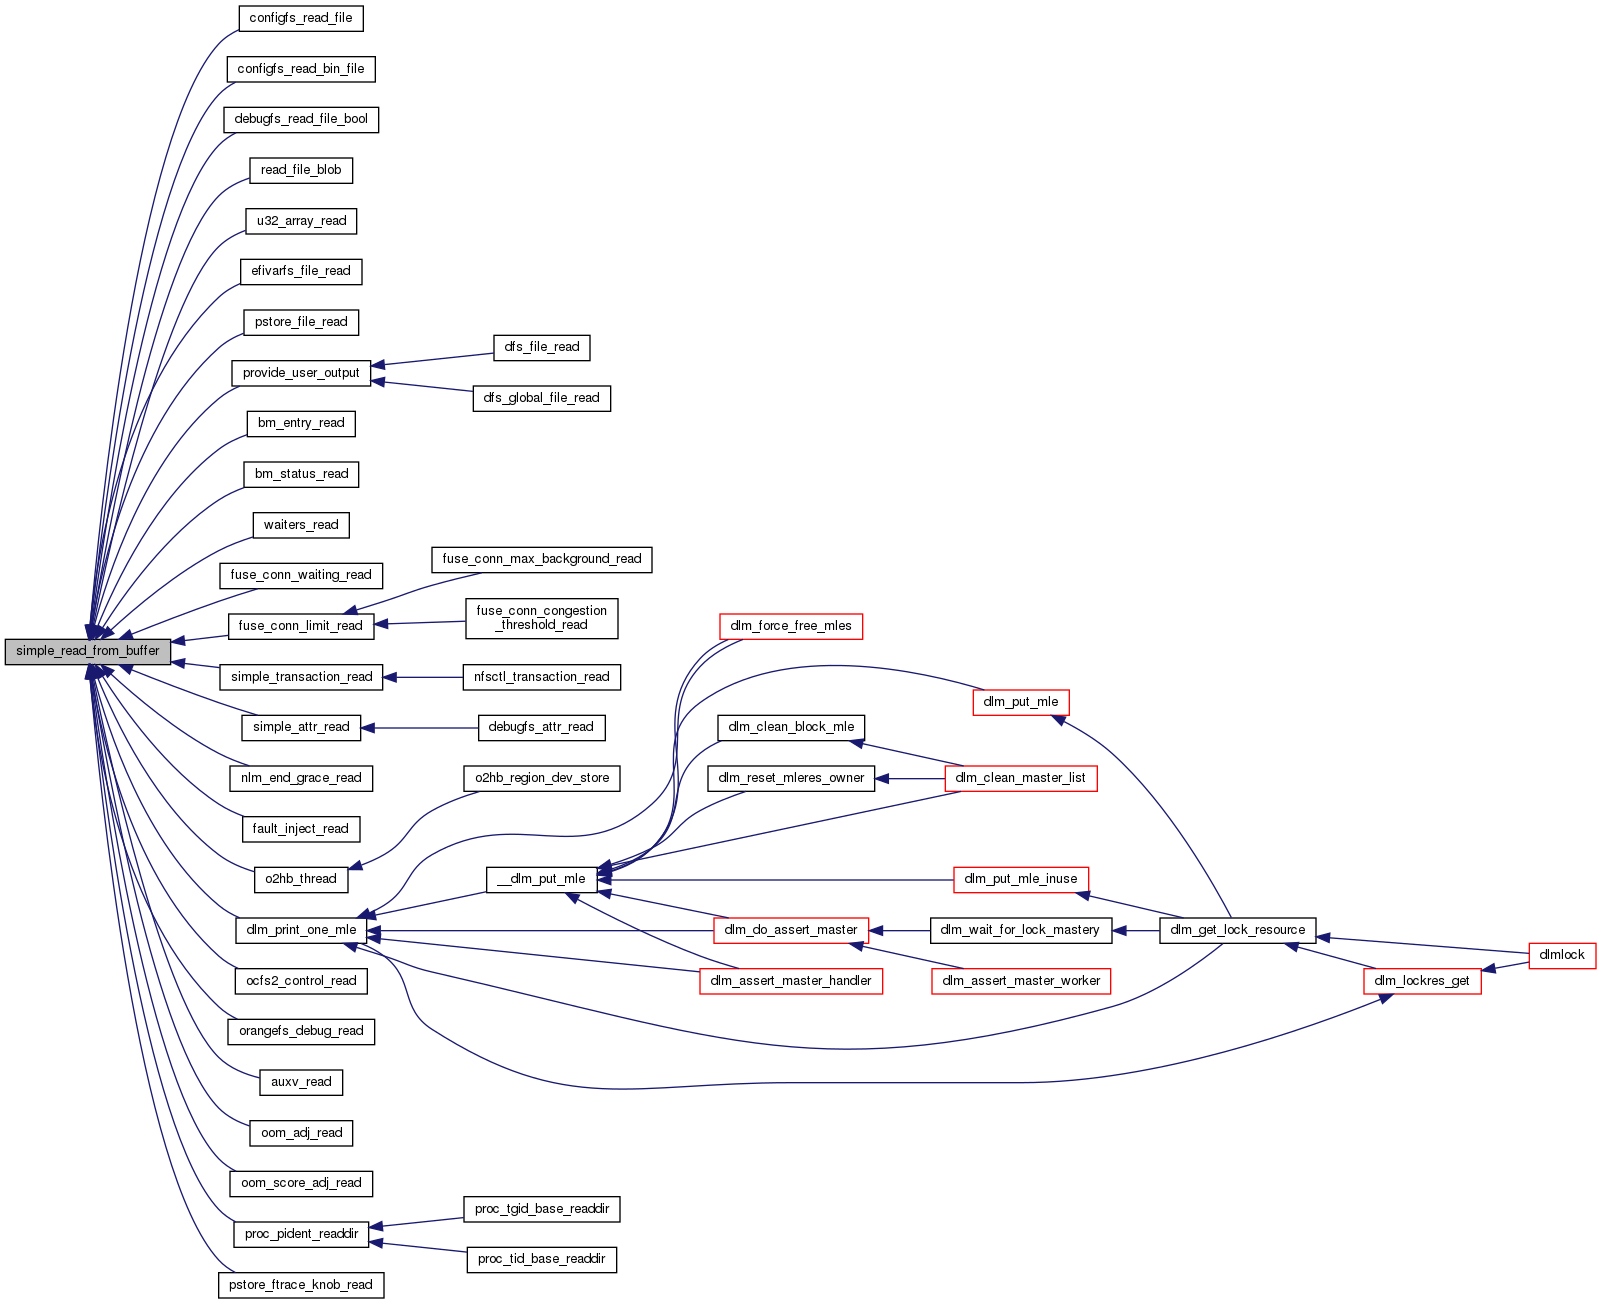 configfs_read_file
configfs_read_bin_file
debugfs_read_file_bool
read_file_blob
u32_array_read
efivarfs_file_read
pstore_file_read
provide_user_output
dfs_file_read
dfs_global_file_read
bm_entry_read
bm_status_read
waiters_read
fuse_conn_waiting_read
fuse_conn_max_background_read
fuse_conn_limit_read
fuse_conn_congestion
_threshold_read
simple_read_from_buffer
simple_transaction_read
nfsctl_transaction_read
simple_attr_read
debugfs_attr_read
nlm_end_grace_read
o2hb_region_dev_store
fault_inject_read
o2hb_thread
dlm_print_one_mle
__dlm_put_mle
dlm_force_free_mles
dlm_put_mle
dlm_clean_block_mle
dlm_reset_mleres_owner
dlm_clean_master_list
dlm_put_mle_inuse
dlm_do_assert_master
dlm_wait_for_lock_mastery
dlm_get_lock_resource
dlm_assert_master_handler
dlm_assert_master_worker
dlm_lockres_get
dlmlock
ocfs2_control_read
orangefs_debug_read
auxv_read
oom_adj_read
oom_score_adj_read
proc_pident_readdir
proc_tgid_base_readdir
proc_tid_base_readdir
pstore_ftrace_knob_read